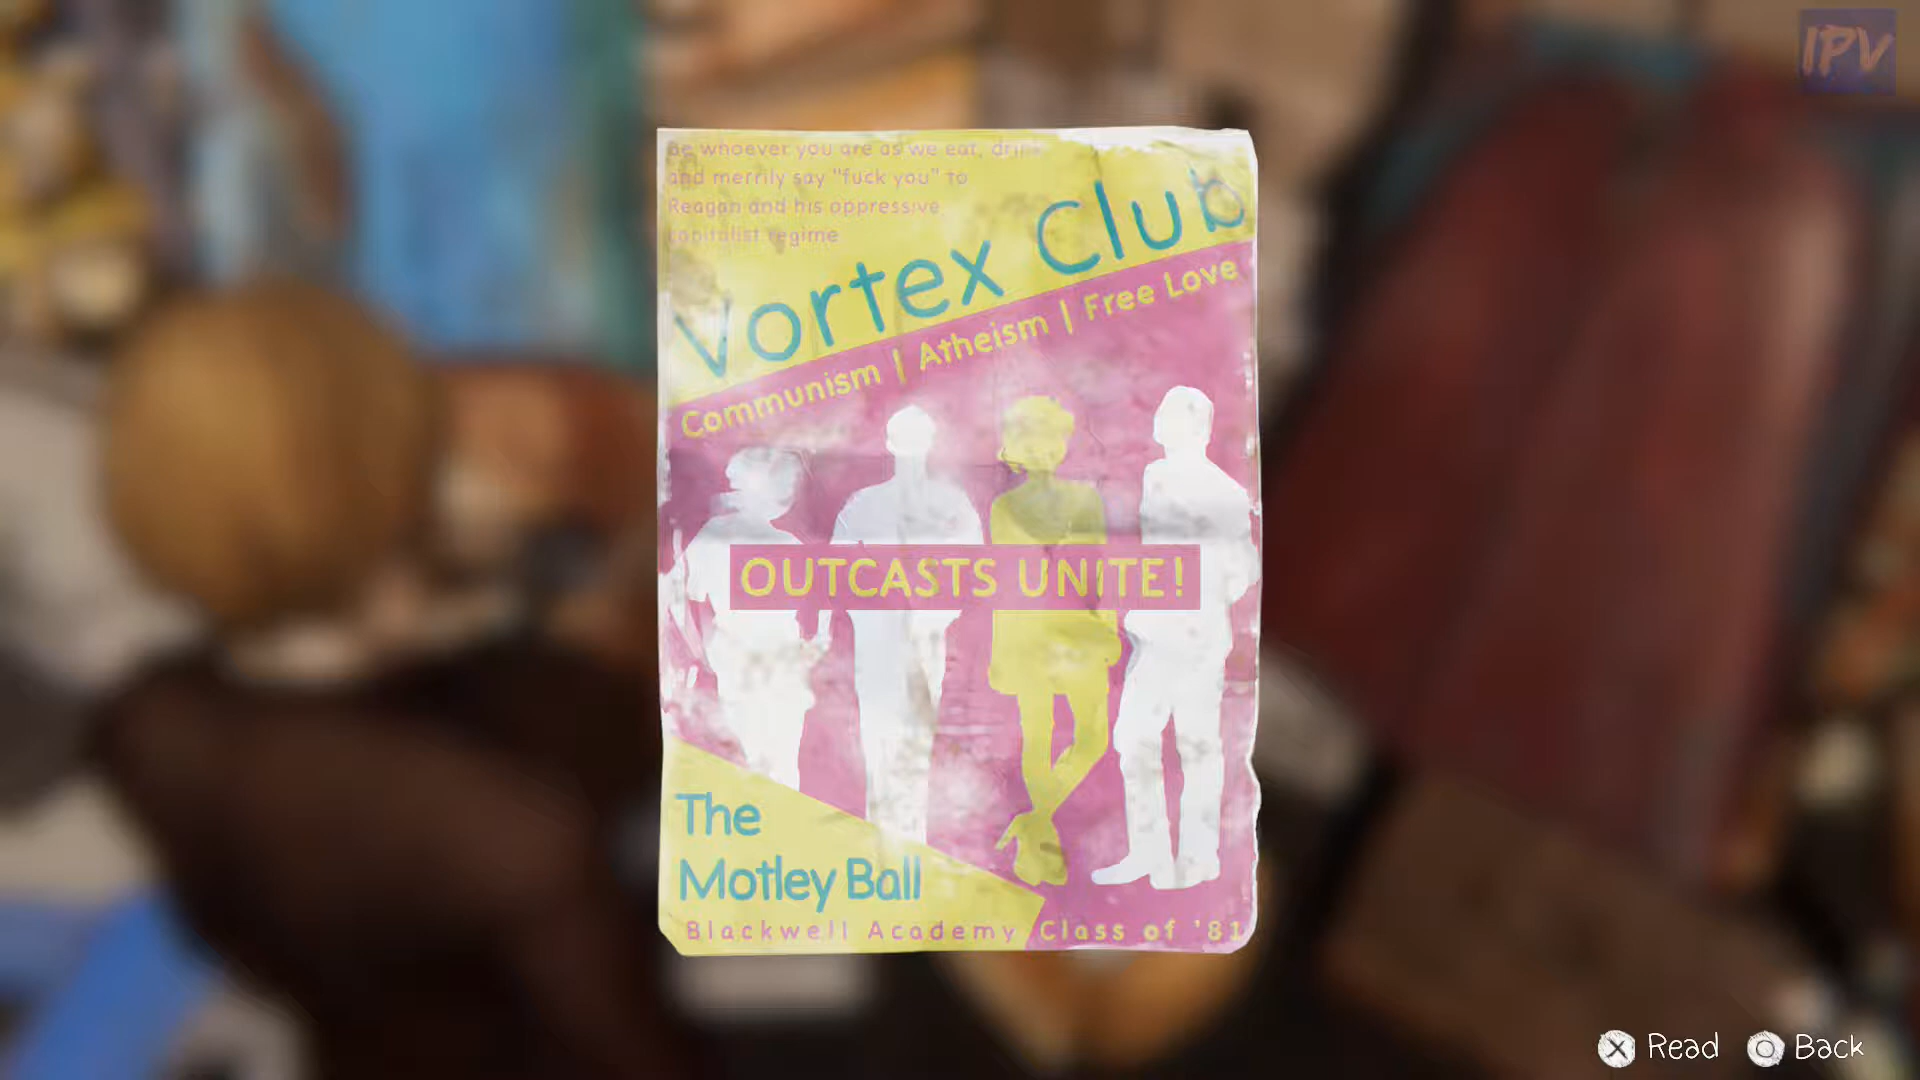 IPV
Be whoever you are as we eat, drink
and merrily say "fuck you" to
Reagan and his oppressive
capitalist regime
Vortex Club
Communism | Atheism | Free Love
OUTCASTS UNITE!
The
Motley Ball
Blackwell Academy Class of '81
Read
Back